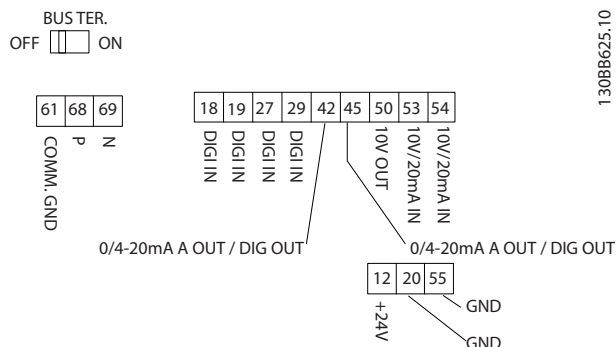 BUS TER.
OFF ON
61 68 69
COMM. GND
P
N
18 19 27 29 42 45 50 53 54
DIGI IN
DIGI IN
DIGI IN
DIGI IN
10V OUT
10V/20mA IN
10V/20mA IN
0/4-20mA A OUT / DIG OUT
0/4-20mA A OUT / DIG OUT
12 20 55
+24V
GND
GND
130BB625.10